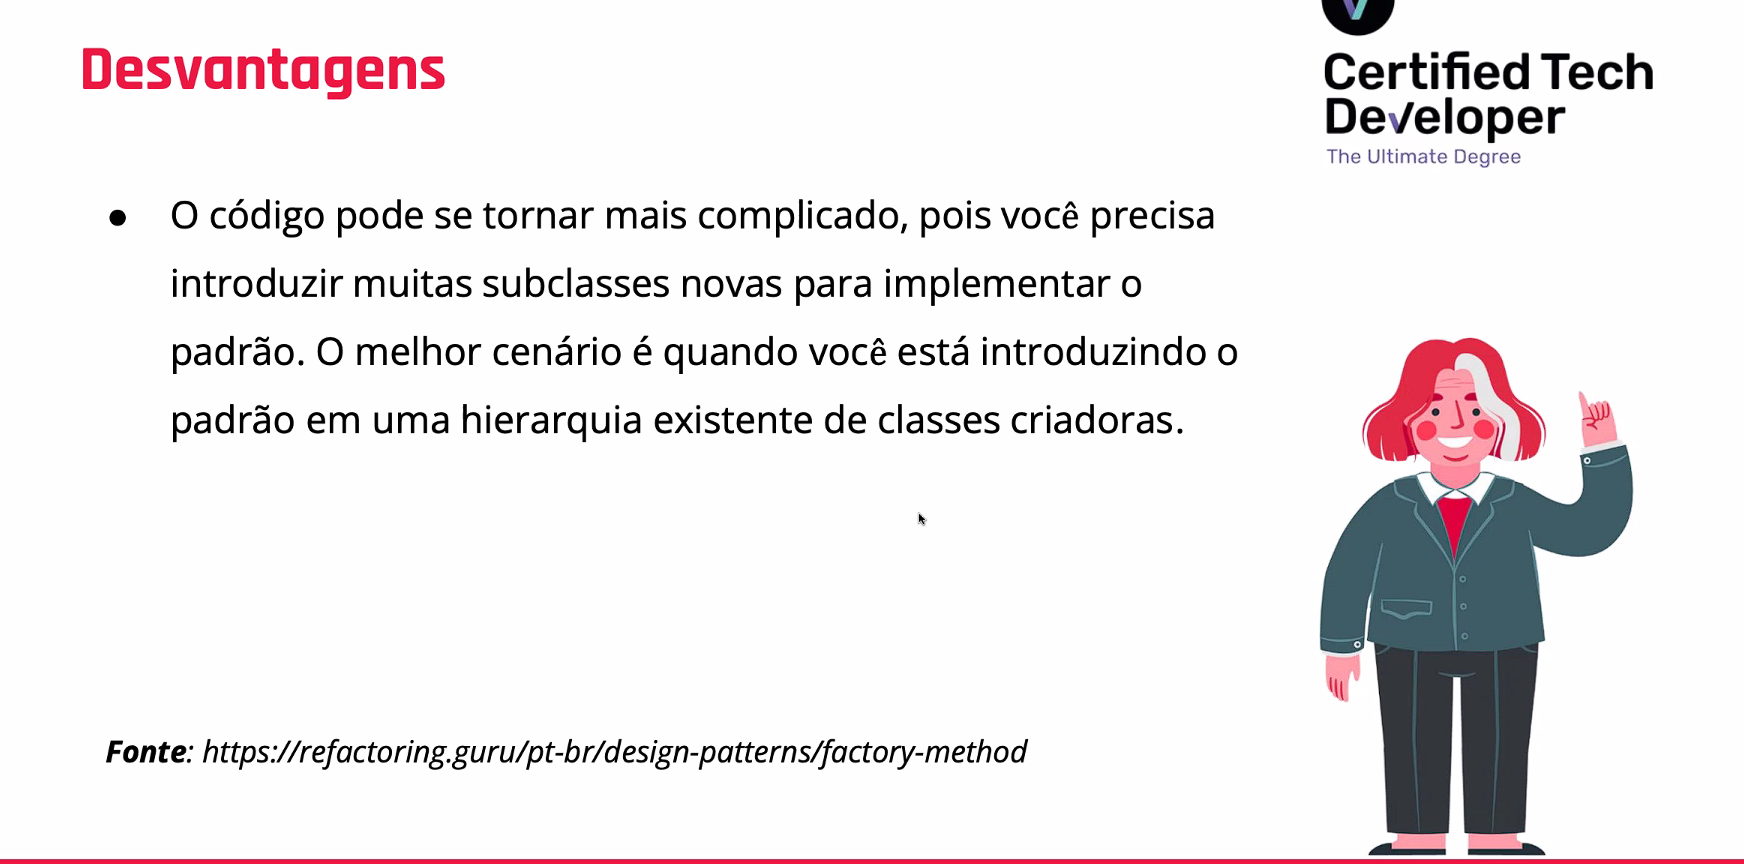 Desvantagens
Certified Tech
Developer
The Ultimate Degree
● O código pode se tornar mais complicado, pois você precisa
introduzir muitas subclasses novas para implementar o
padrão. O melhor cenário é quando você está introduzindo o
padrão em uma hierarquia existente de classes criadoras.
Fonte: https://refactoring.guru/pt-br/design-patterns/factory-method